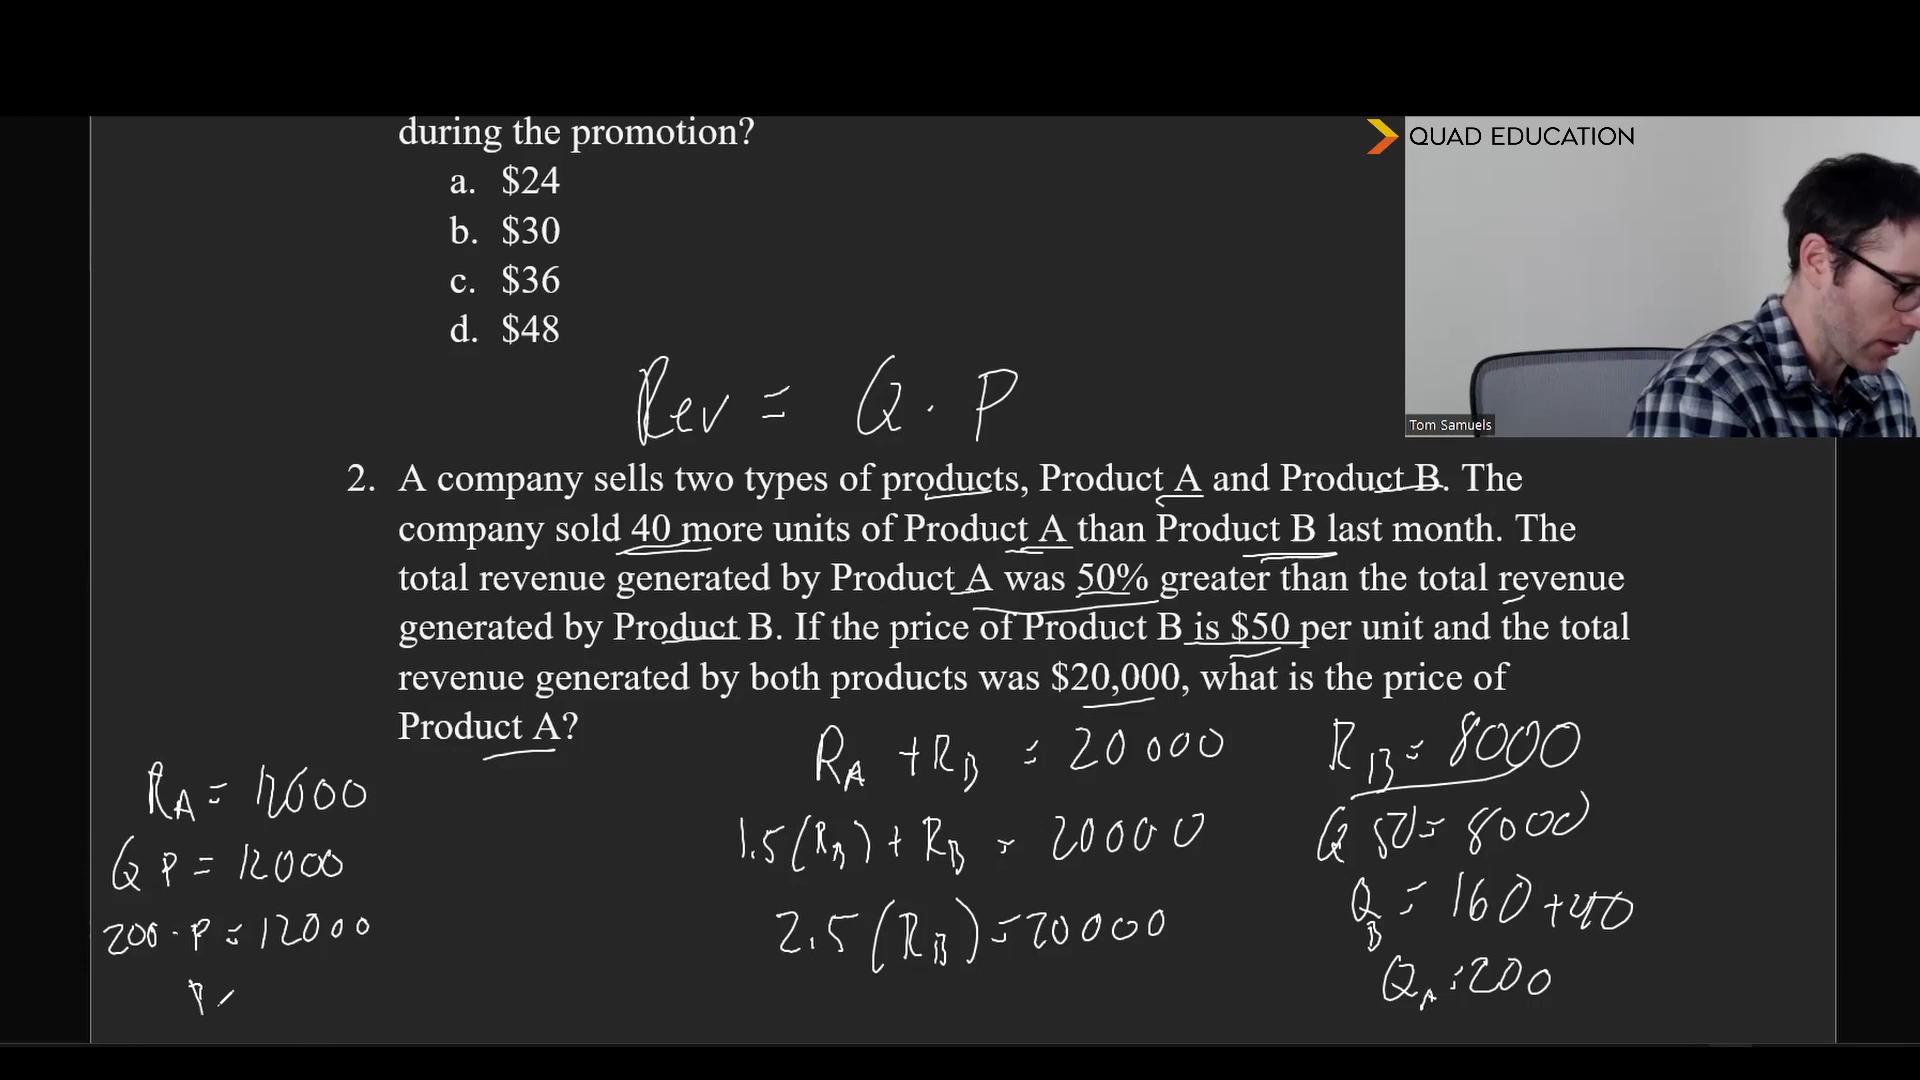 during the promotion?
QUAD EDUCATION
a. $24
b. $30
c. $36
d. $48
Rev = Q · P
Tom Samuels
2. A company sells two types of products, Product A and Product B. The
company sold 40 more units of Product A than Product B last month. The
total revenue generated by Product A was 50% greater than the total revenue
generated by Product B. If the price of Product B is $50 per unit and the total
revenue generated by both products was $20,000, what is the price of
Product A?
RA = 12000
QP = 12000
200 · P = 12000
P
RA + RB = 20000
1.5(RB) + RB = 20000
2.5(RB) = 20000
RB = 8000
Q 50 = 8000
QB = 160 + 40
QA = 200